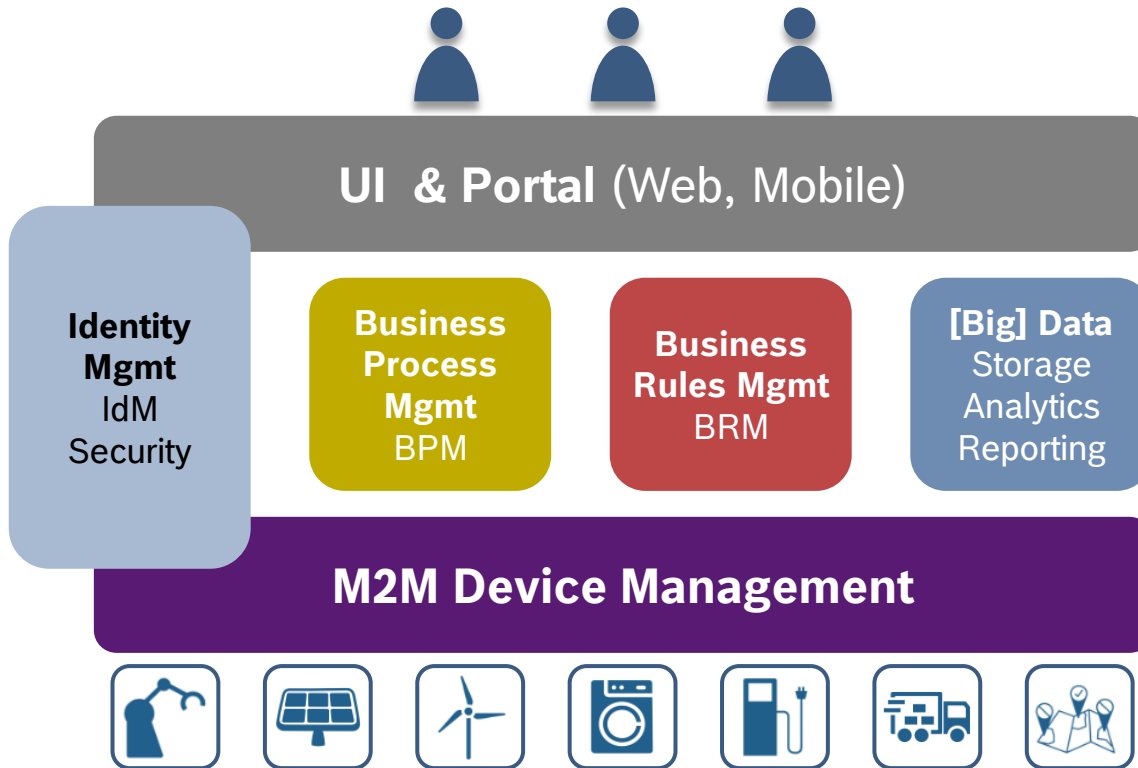 UI & Portal (Web, Mobile)
Identity
Mgmt
IdM
Security
Business
Process
Mgmt
BPM
Business
Rules Mgmt
BRM
[Big] Data
Storage
Analytics
Reporting
M2M Device Management